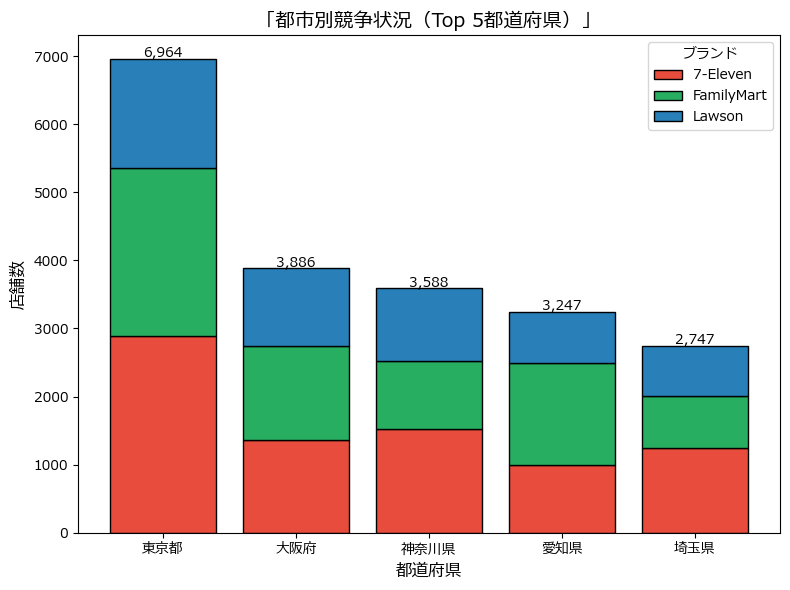 「都市別競争状況（Top 5都道府県）」
ブランド
7-Eleven
FamilyMart
Lawson
店舗数
7000
6000
5000
4000
3000
2000
1000
0
6,964
3,886
3,588
3,247
2,747
東京都
大阪府
神奈川県
愛知県
埼玉県
都道府県